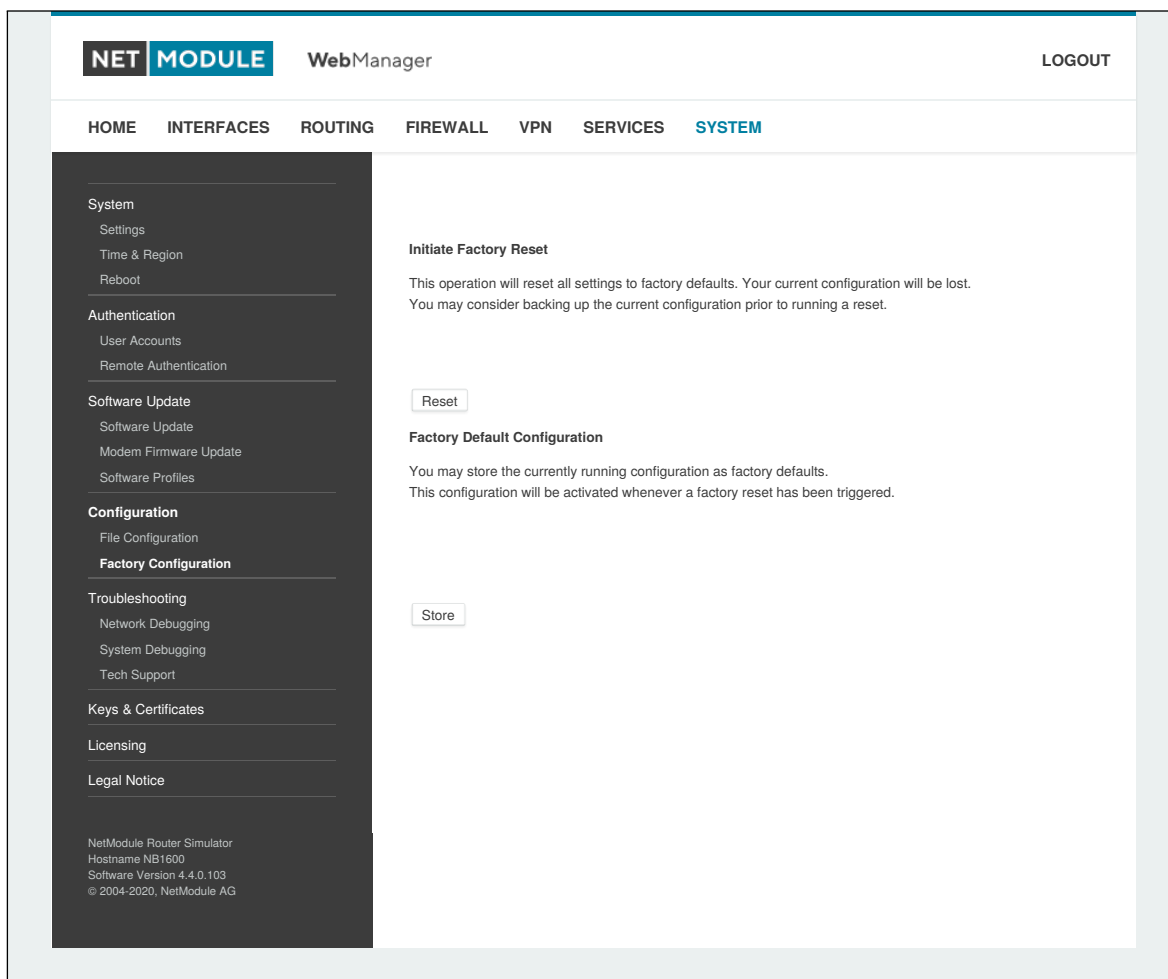 NET MODULE WebManager LOGOUT
HOME INTERFACES ROUTING FIREWALL VPN SERVICES SYSTEM
System
Settings
Time & Region
Reboot
Authentication
User Accounts
Remote Authentication
Software Update
Software Update
Modem Firmware Update
Software Profiles
Configuration
File Configuration
Factory Configuration
Troubleshooting
Network Debugging
System Debugging
Tech Support
Keys & Certificates
Licensing
Legal Notice
NetModule Router Simulator
Hostname NB1600
Software Version 4.4.0.103
© 2004-2020, NetModule AG
Initiate Factory Reset
This operation will reset all settings to factory defaults. Your current configuration will be lost.
You may consider backing up the current configuration prior to running a reset.
Reset
Factory Default Configuration
You may store the currently running configuration as factory defaults.
This configuration will be activated whenever a factory reset has been triggered.
Store